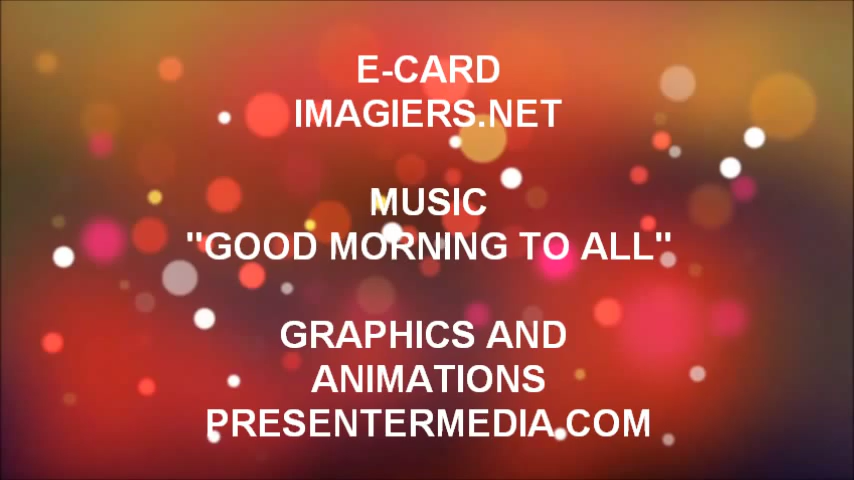 E-CARD
IMAGIERS.NET
MUSIC
"GOOD MORNING TO ALL"
GRAPHICS AND
ANIMATIONS
PRESENTERMEDIA.COM